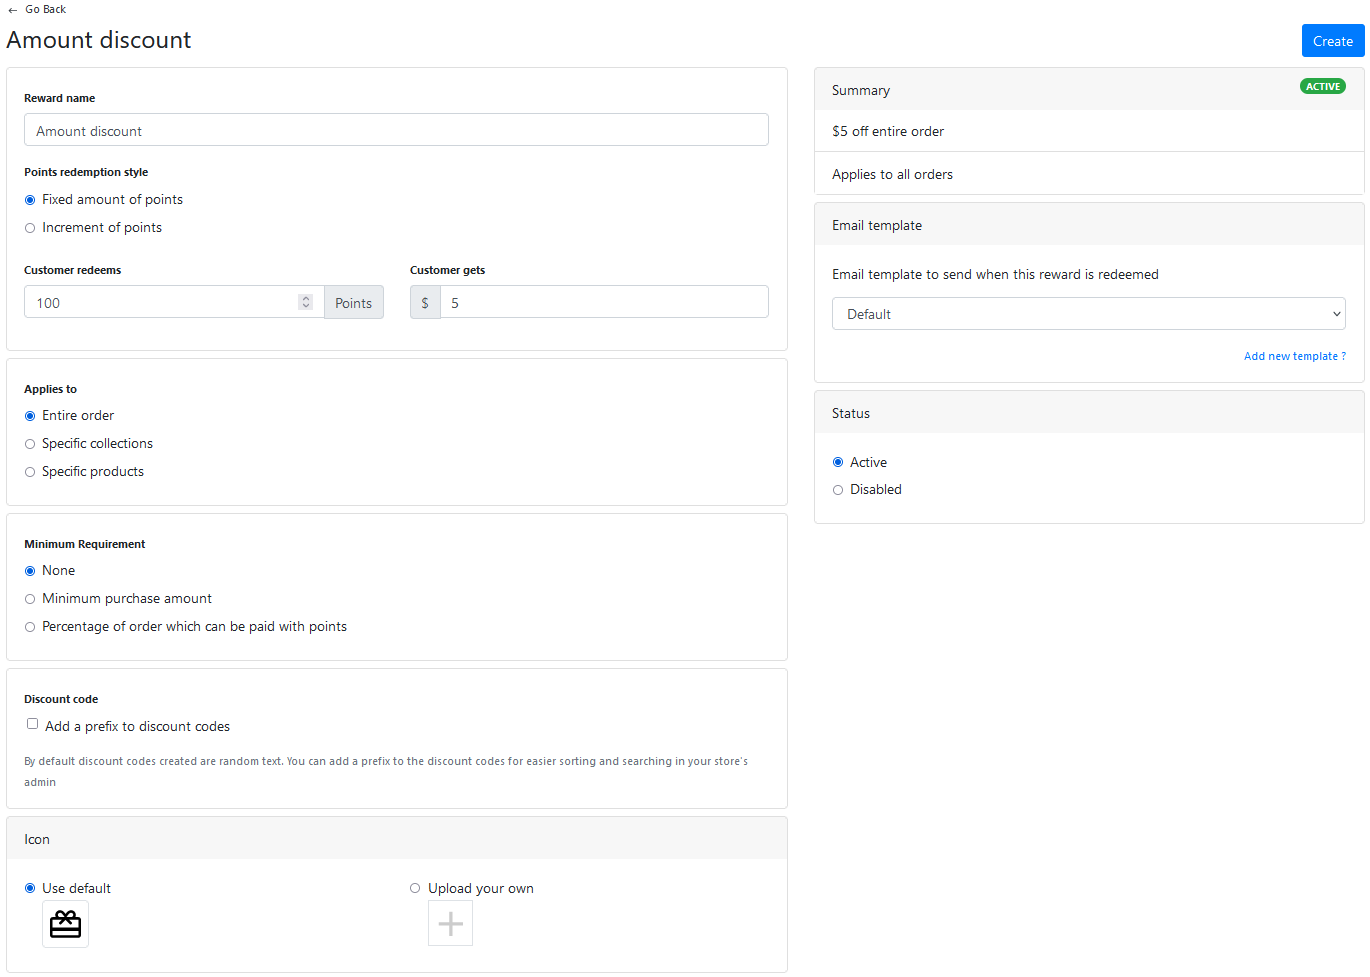 ← Go Back
Amount discount
Create
Reward name
Amount discount
Points redemption style
Fixed amount of points
Increment of points
Customer redeems
Customer gets
100
Points
$
5
Applies to
Entire order
Specific collections
Specific products
Minimum Requirement
None
Minimum purchase amount
Percentage of order which can be paid with points
Discount code
Add a prefix to discount codes
By default discount codes created are random text. You can add a prefix to the discount codes for easier sorting and searching in your store's
admin
Icon
Use default
Upload your own
Summary
ACTIVE
$5 off entire order
Applies to all orders
Email template
Email template to send when this reward is redeemed
Default
Add new template ?
Status
Active
Disabled